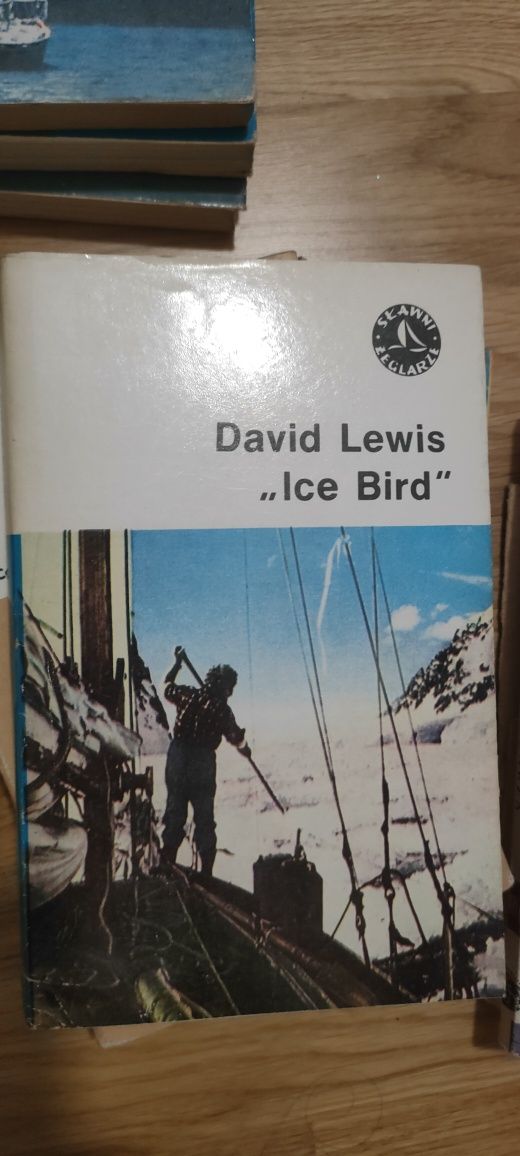 SŁAWNI
ŻEGLARZE
David Lewis
„Ice Bird"